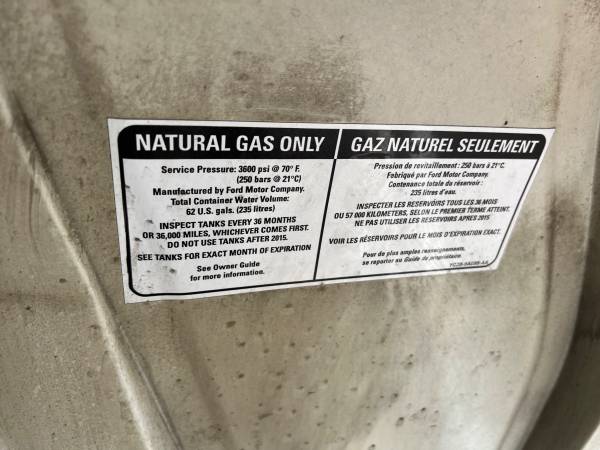 NATURAL GAS ONLY
Service Pressure: 3600 psi @ 70° F.
(250 bars @ 21°C)
Manufactured by Ford Motor Company.
Total Container Water Volume:
62 U.S. gals. (235 litres)
INSPECT TANKS EVERY 36 MONTHS
OR 36,000 MILES, WHICHEVER COMES FIRST.
DO NOT USE TANKS AFTER 2015.
SEE TANKS FOR EXACT MONTH OF EXPIRATION
See Owner Guide
for more information.
GAZ NATUREL SEULEMENT
Pression de revitaillement: 250 bars à 21°C.
Fabriqué par Ford Motor Company.
Contenance totale du réservoir:
235 litres d'eau.
INSPECTER LES RESERVOIRS TOUS LES 36 MOIS
OU 57 000 KILOMETERS, SELON LE PREMIER TERME ATTEINT.
NE PAS UTILISER LES RESERVOIRS APRES 2015
VOIR LES RÉSERVOIRS POUR LE MOIS D'EXPIRATION EXACT.
Pour de plus amples renseignements,
se reporter au Guide du propriétaire.